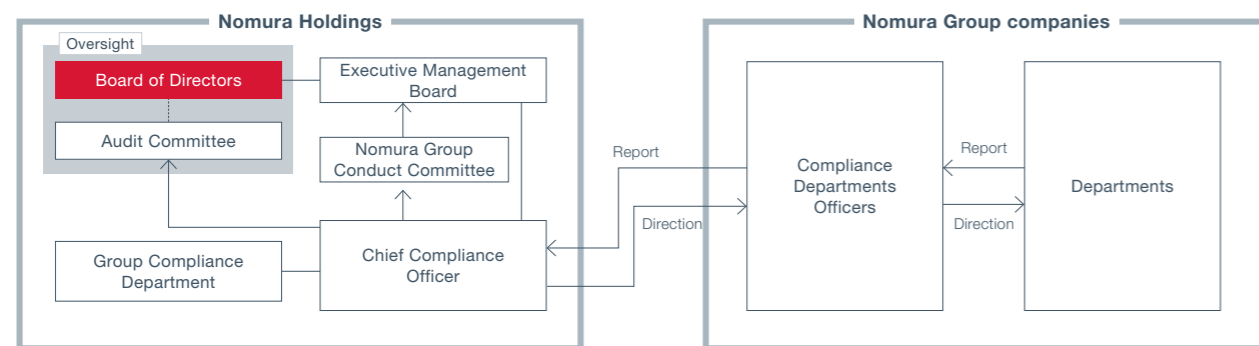 Nomura Holdings
Oversight
Board of Directors
Audit Committee
Executive Management
Board
Nomura Group
Conduct Committee
Group Compliance
Department
Chief Compliance
Officer
Report
Direction
Nomura Group companies
Compliance
Departments
Officers
Report
Direction
Departments